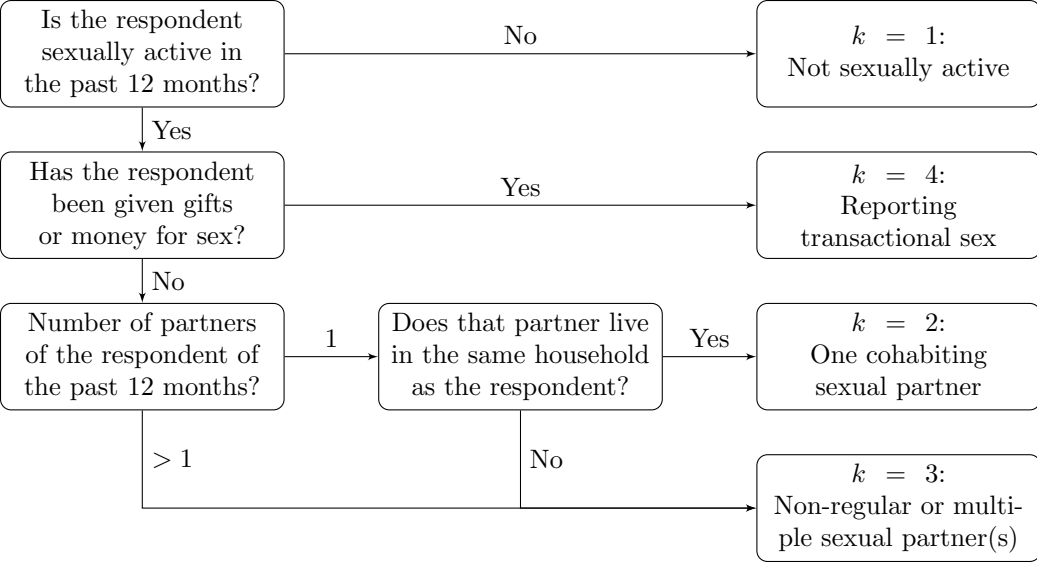 Is the respondent
sexually active in
the past 12 months?
No
k = 1:
Not sexually active
Yes
Has the respondent
been given gifts
or money for sex?
Yes
k = 4:
Reporting
transactional sex
No
Number of partners
of the respondent of
the past 12 months?
1
Does that partner live
in the same household
as the respondent?
Yes
k = 2:
One cohabiting
sexual partner
> 1
No
k = 3:
Non-regular or multi-
ple sexual partner(s)